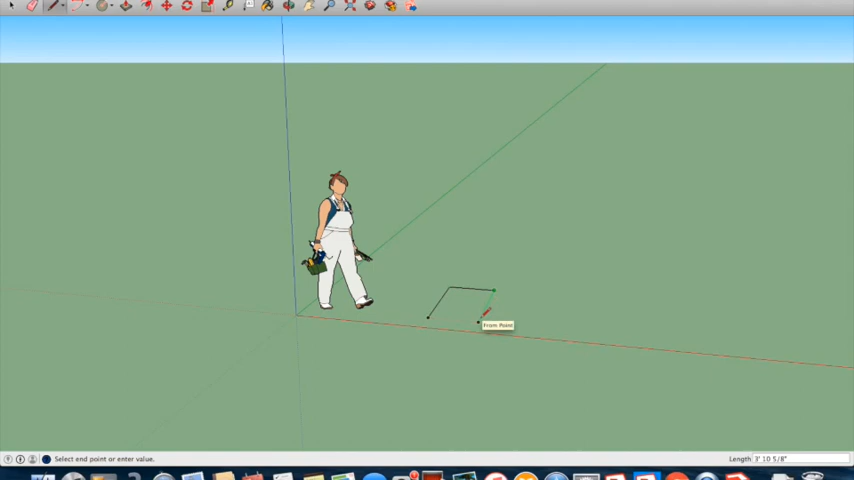 From Point
Select end point or enter value.
Length 3' 10 5/8"